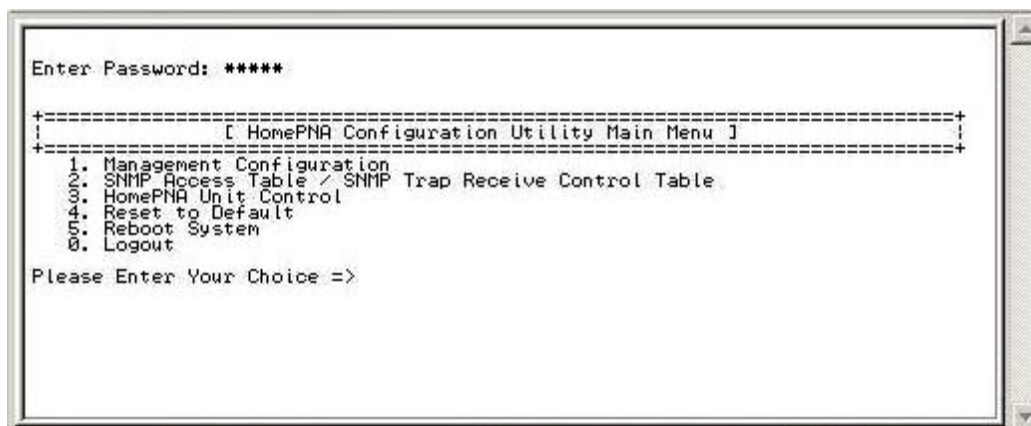 Enter Password: *****
[ HomePNA Configuration Utility Main Menu ]
1. Management Configuration
2. SNMP Access Table / SNMP Trap Receive Control Table
3. HomePNA Unit Control
4. Reset to Default
5. Reboot System
0. Logout
Please Enter Your Choice =>